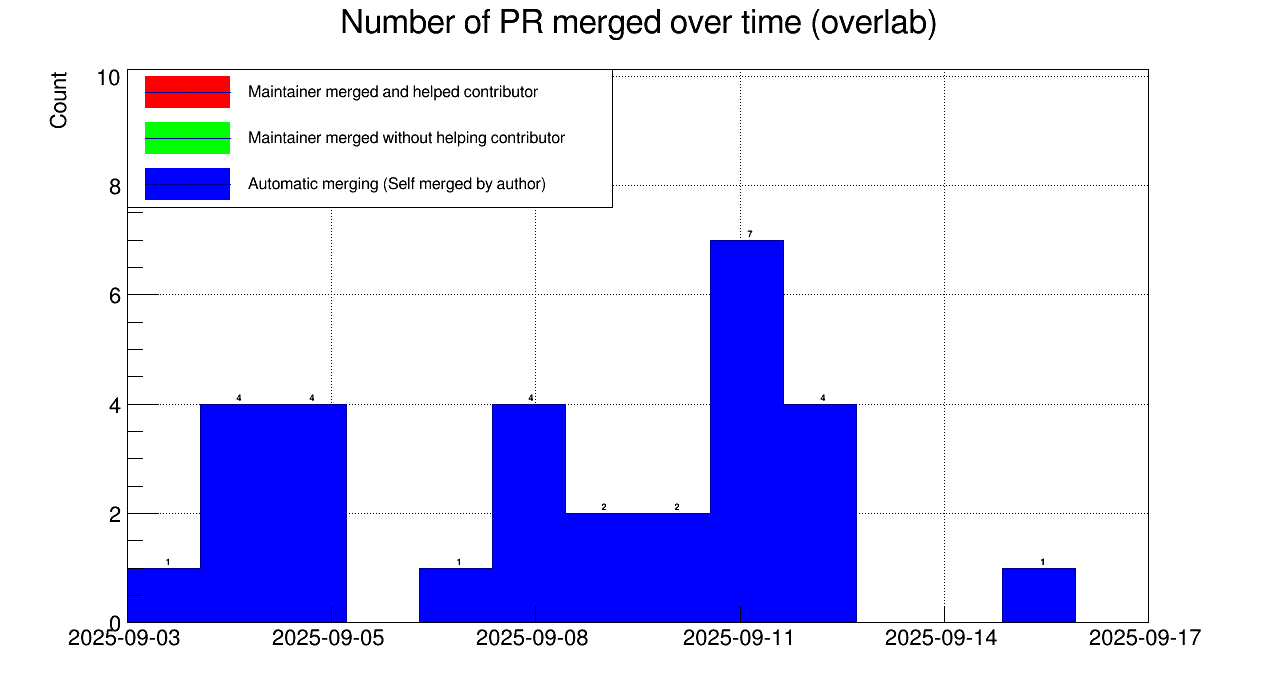 Number of PR merged over time (overlab)
Count
10
8
6
4
2
0
Maintainer merged and helped contributor
Maintainer merged without helping contributor
Automatic merging (Self merged by author)
1
4
4
1
4
2
2
7
4
1
2025-09-03 2025-09-05 2025-09-08 2025-09-11 2025-09-14 2025-09-17